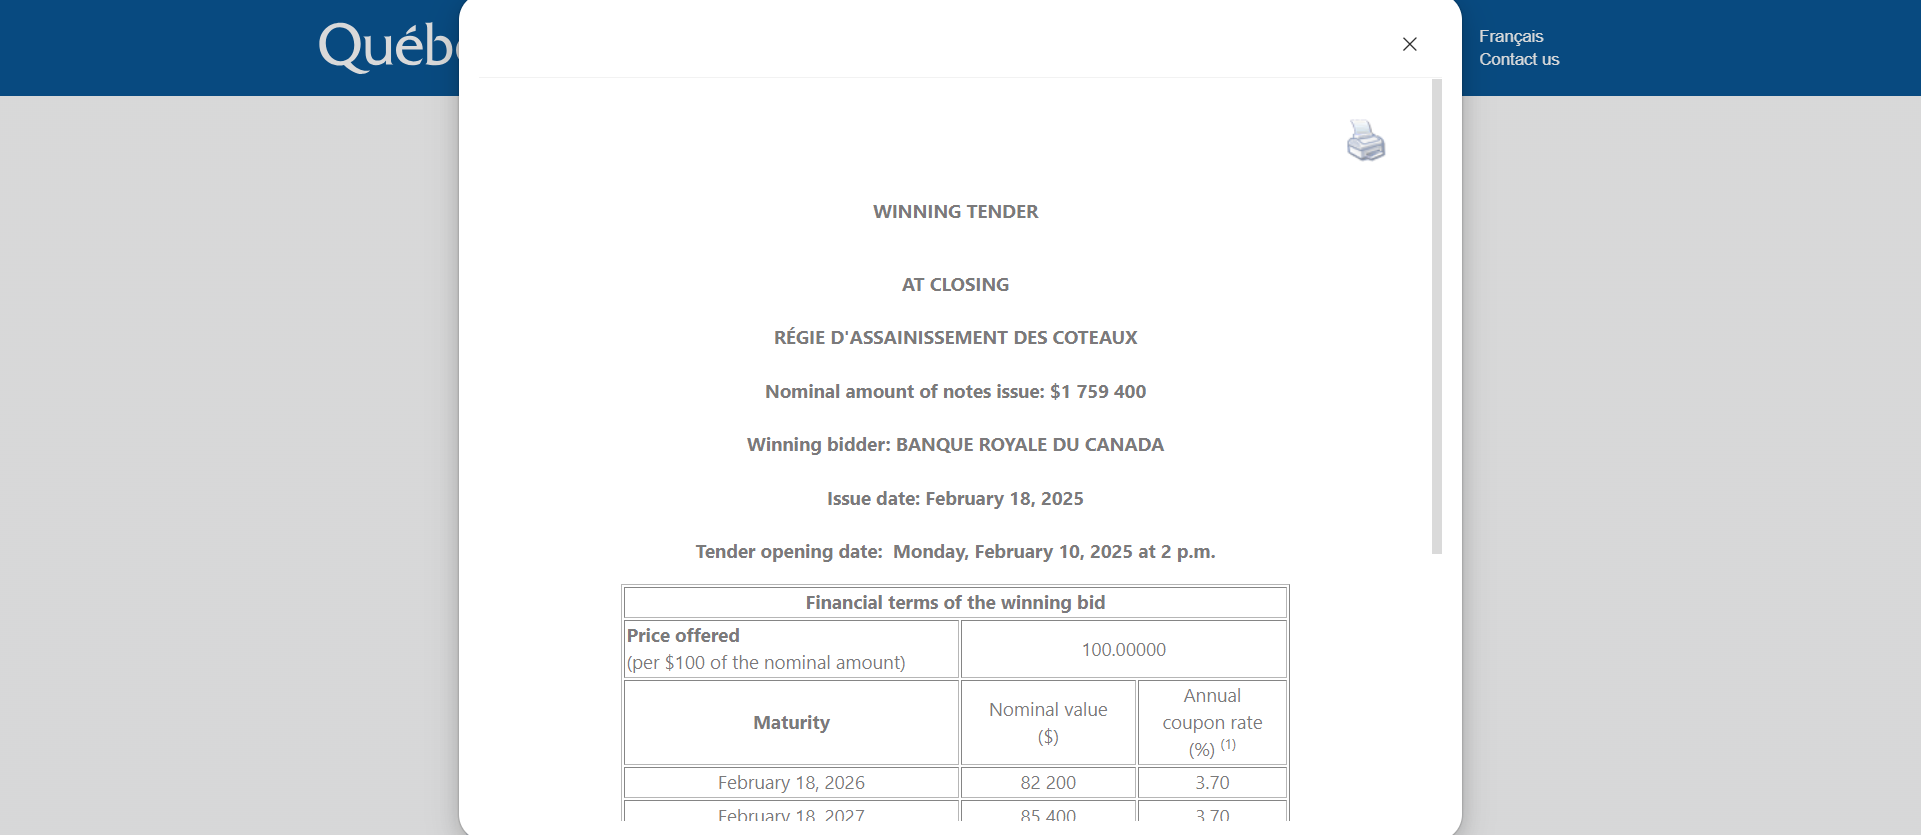 Québe
Français
Contact us
WINNING TENDER
AT CLOSING
RÉGIE D'ASSAINISSEMENT DES COTEAUX
Nominal amount of notes issue: $1 759 400
Winning bidder: BANQUE ROYALE DU CANADA
Issue date: February 18, 2025
Tender opening date:  Monday, February 10, 2025 at 2 p.m.
Financial terms of the winning bid
Price offered
(per $100 of the nominal amount)
100.00000
Maturity
Nominal value
($)
Annual
coupon rate
(%) (1)
February 18, 2026 82 200 3.70
February 18, 2027 85 400 3.70